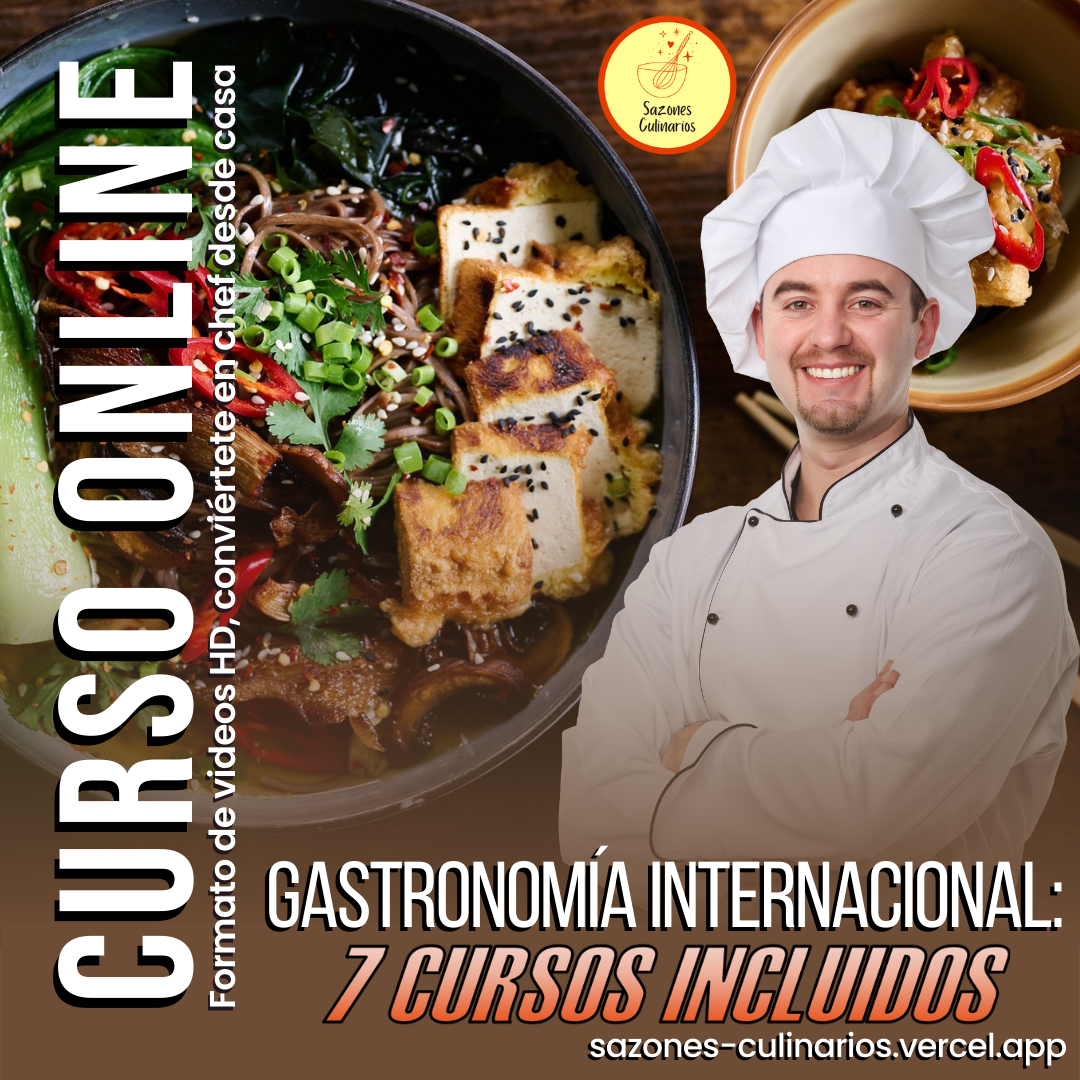 Sazones
Culinarios
CURSO ONLINE
Formato de videos HD, conviértete en chef desde casa
GASTRONOMÍA INTERNACIONAL:
7 CURSOS INCLUIDOS
sazones-culinarios.vercel.app